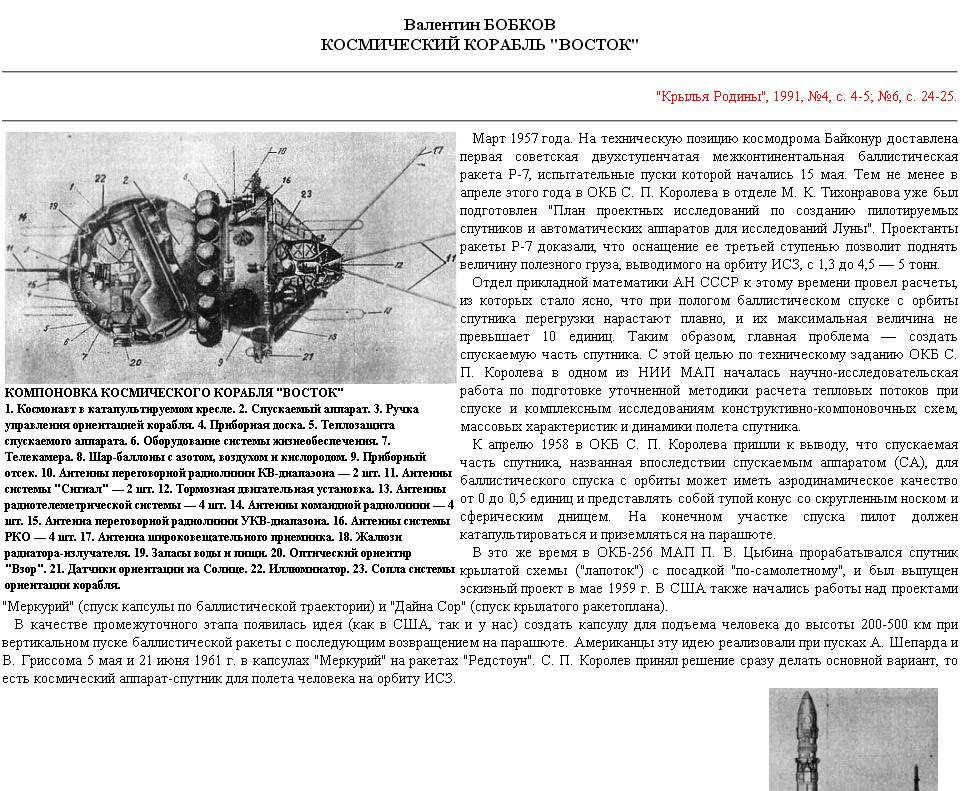 Валентин БОБКОВ
КОСМИЧЕСКИЙ КОРАБЛЬ "ВОСТОК"
"Крылья Родины", 1991, №4, с. 4-5; №6, с. 24-25.
КОМПОНОВКА КОСМИЧЕСКОГО КОРАБЛЯ "ВОСТОК"
1. Космонавт в катапультируемом кресле. 2. Спускаемый аппарат. 3. Ручка
управления ориентацией корабля. 4. Приборная доска. 5. Теплозащита
спускаемого аппарата. 6. Оборудование системы жизнеобеспечения. 7.
Телекамера. 8. Шар-баллоны с азотом, воздухом и кислородом. 9. Приборный
отсек. 10. Антенны переговорной радиолинии КВ-диапазона — 2 шт. 11. Антенны
системы "Сигнал" — 2 шт. 12. Тормозная двигательная установка. 13. Антенны
радиотелеметрической системы — 4 шт. 14. Антенны командной радиолинии — 4
шт. 15. Антенна переговорной радиолинии УКВ-диапазона. 16. Антенны системы
РКО — 4 шт. 17. Антенна широковещательного приемника. 18. Жалюзи
радиатора-излучателя. 19. Запасы воды и пищи. 20. Оптический ориентир
"Взор". 21. Датчики ориентации на Солнце. 22. Иллюминатор. 23. Сопла системы
ориентации корабля.
Март 1957 года. На техническую позицию космодрома Байконур доставлена
первая советская двухступенчатая межконтинентальная баллистическая
ракета Р-7, испытательные пуски которой начались 15 мая. Тем не менее в
апреле этого года в ОКБ С. П. Королева в отделе М. К. Тихонравова уже был
подготовлен "План проектных исследований по созданию пилотируемых
спутников и автоматических аппаратов для исследований Луны". Проектанты
ракеты Р-7 доказали, что оснащение ее третьей ступенью позволит поднять
величину полезного груза, выводимого на орбиту ИСЗ, с 1,3 до 4,5 — 5 тонн.
Отдел прикладной математики АН СССР к этому времени провел расчеты,
из которых стало ясно, что при пологом баллистическом спуске с орбиты
спутника перегрузки нарастают плавно, и их максимальная величина не
превышает 10 единиц. Таким образом, главная проблема — создать
спускаемую часть спутника. С этой целью по техническому заданию ОКБ С.
П. Королева в одном из НИИ МАП началась научно-исследовательская
работа по подготовке уточненной методики расчета тепловых потоков при
спуске и комплексным исследованиям конструктивно-компоновочных схем,
массовых характеристик и динамики полета спутника.
К апрелю 1958 в ОКБ С. П. Королева пришли к выводу, что спускаемая
часть спутника, названная впоследствии спускаемым аппаратом (СА), для
баллистического спуска с орбиты может иметь аэродинамическое качество
от 0 до 0,5 единиц и представлять собой тупой конус со скругленным носком и
сферическим днищем. На конечном участке спуска пилот должен
катапультироваться и приземляться на парашюте.
В это же время в ОКБ-256 МАП П. В. Цыбина прорабатывался спутник
крылатой схемы ("лапоток") с посадкой "по-самолетному", и был выпущен
эскизный проект в мае 1959 г. В США также начались работы над проектами
"Меркурий" (спуск капсулы по баллистической траектории) и "Дайна Сор" (спуск крылатого ракетоплана).
В качестве промежуточного этапа появилась идея (как в США, так и у нас) создать капсулу для подъема человека до высоты 200-500 км при
вертикальном пуске баллистической ракеты с последующим возвращением на парашюте. Американцы эту идею реализовали при пусках А. Шепарда и
В. Гриссома 5 мая и 21 июня 1961 г. в капсулах "Меркурий" на ракетах "Редстоун". С. П. Королев принял решение сразу делать основной вариант, то
есть космический аппарат-спутник для полета человека на орбиту ИСЗ.